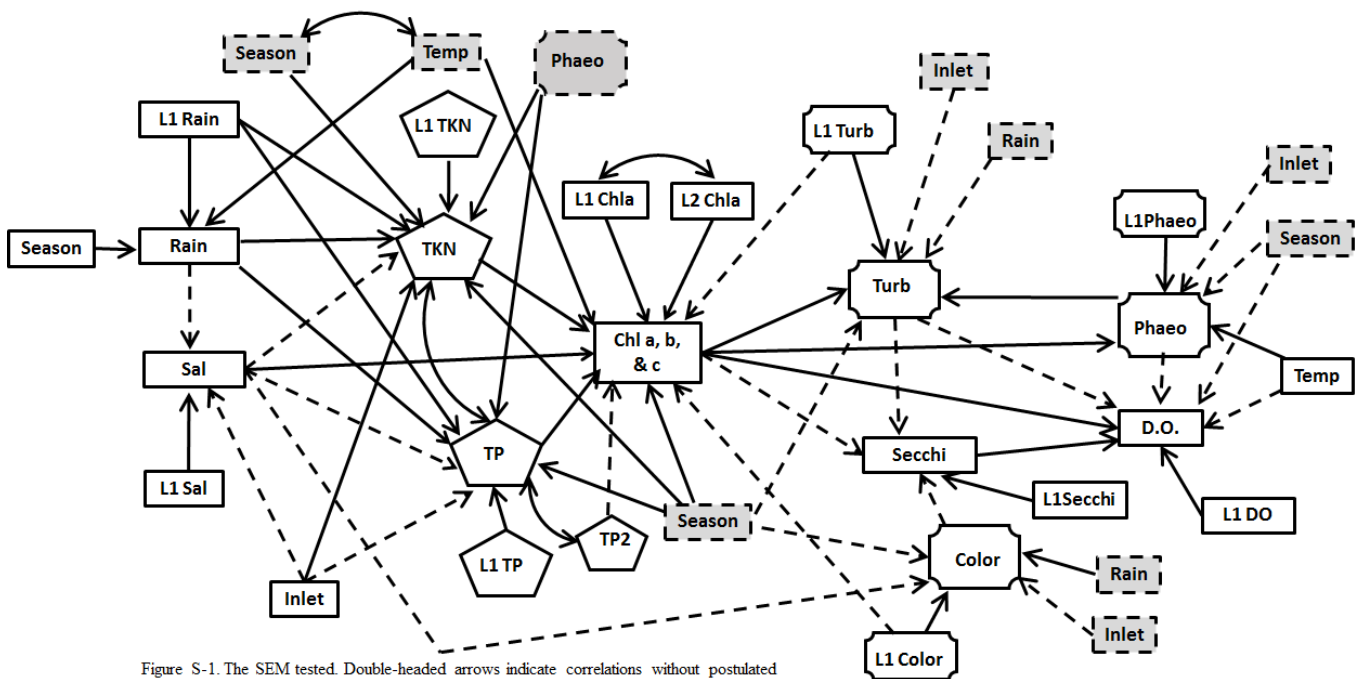 Season
Temp
Phaeo
Inlet
L1 Rain
L1 TKN
L1 Turb
Rain
Inlet
L1 Chla
L2 Chla
L1Phaeo
Season
Season
Rain
TKN
Turb
Phaeo
Chl a, b,
& c
Sal
Temp
D.O.
TP
Secchi
L1 Sal
L1Secchi
L1 DO
Season
TP2
L1 TP
Color
Rain
Inlet
Inlet
L1 Color
Figure S-1. The SEM tested. Double-headed arrows indicate correlations without postulated